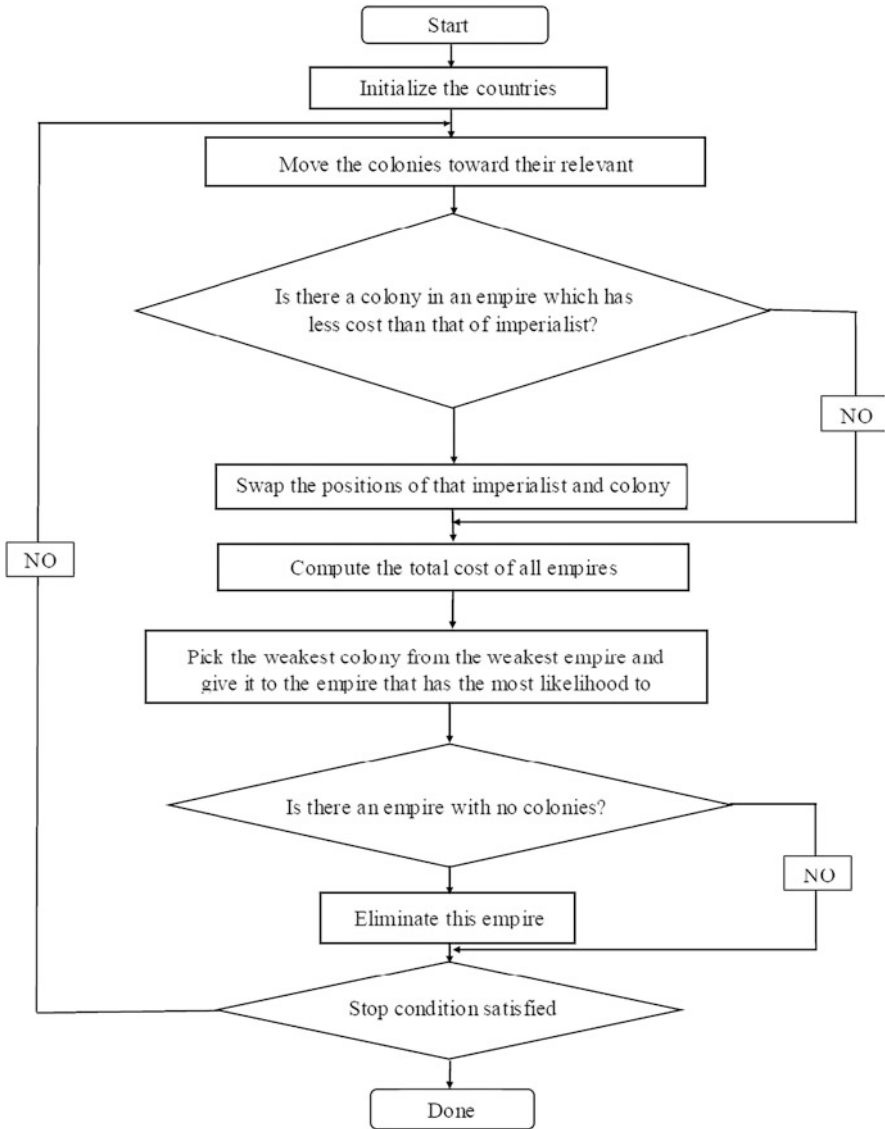 Start
Initialize the countries
Move the colonies toward their relevant
Is there a colony in an empire which has
less cost than that of imperialist?
NO
Swap the positions of that imperialist and colony
NO
Compute the total cost of all empires
Pick the weakest colony from the weakest empire and
give it to the empire that has the most likelihood to
Is there an empire with no colonies?
NO
Eliminate this empire
Stop condition satisfied
Done